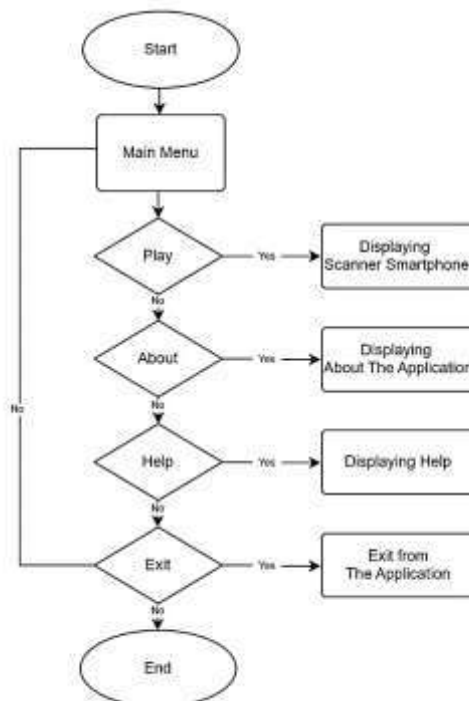 Start
Main Menu
Play
Yes
Displaying
Scanner Smartphone
No
About
Yes
Displaying
About The Application
No
No
Help
Yes
Displaying Help
No
Exit
Yes
Exit from
The Application
No
End